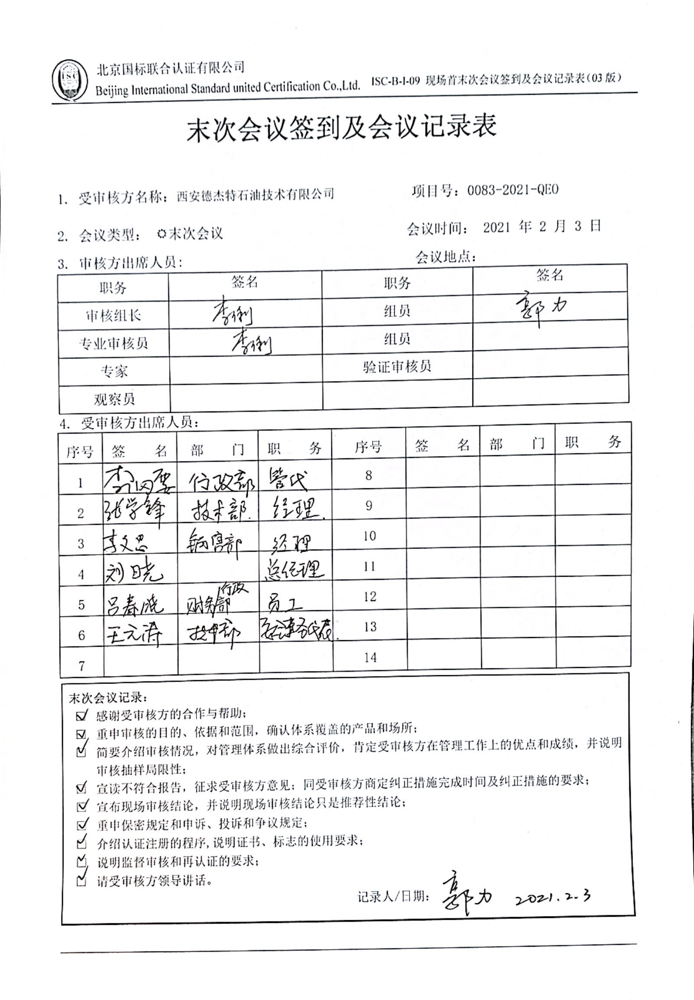 ISC
北京国标联合认证有限公司
Beijing International Standard united Certification Co.,Ltd. ISC-B-I-09 现场首末次会议签到及会议记录表(03 版)
末次会议签到及会议记录表
1. 受审核方名称：西安德杰特石油技术有限公司 项目号：0083-2021-QEO
2. 会议类型： 末次会议 会议时间： 2021 年 2 月 3 日
3. 审核方出席人员： 会议地点：
职务 签名 职务 签名
审核组长 李俐 组员 郭力
专业审核员 李俐 组员
专家 验证审核员
观察员
4. 受审核方出席人员：
序号 签 名 部 门 职 务 序号 签 名 部 门 职 务
1 行政部 管代 8
2 张学锋 技术部. 经理. 9
3 李文忠 销售部 经理 10
4 刘日晓 总经理 11
5 吕春晓 财务部/行政 员工 12
6 王元涛 技术部 代表. 13
7 14
末次会议记录：
☑ 感谢受审核方的合作与帮助；
☑ 重申审核的目的、依据和范围，确认体系覆盖的产品和场所；
☑ 简要介绍审核情况，对管理体系做出综合评价，肯定受审核方在管理工作上的优点和成绩，并说明
审核抽样局限性；
☑ 宣读不符合报告，征求受审核方意见；同受审核方商定纠正措施完成时间及纠正措施的要求；
☑ 宣布现场审核结论，并说明现场审核结论只是推荐性结论；
☑ 重申保密规定和申诉、投诉和争议规定；
☑ 介绍认证注册的程序,说明证书、标志的使用要求；
☑ 说明监督审核和再认证的要求；
☑ 请受审核方领导讲话。
记录人/日期： 郭力 2021.2.3